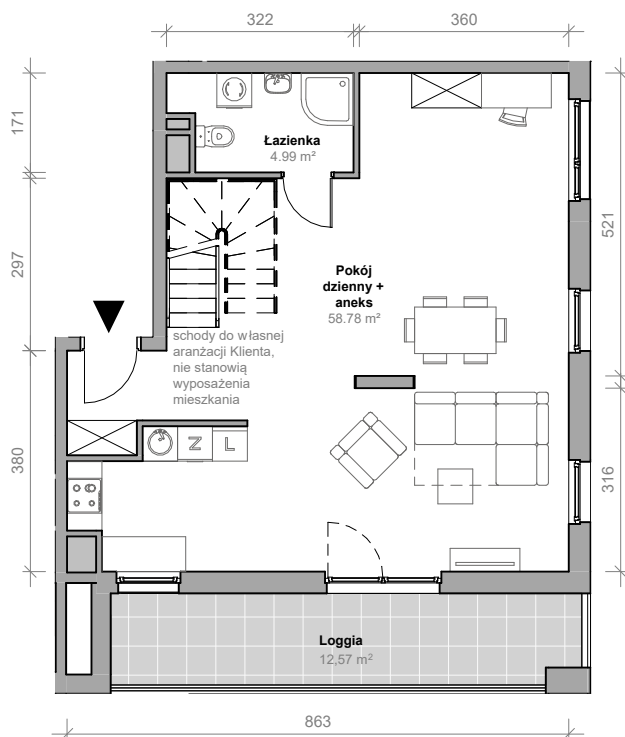 322
360
171
Łazienka
4.99 m²
297
521
Pokój
dzienny +
aneks
58.78 m²
schody do własnej
aranżacji Klienta,
nie stanowią
wyposażenia
mieszkania
380
Z
L
316
Loggia
12,57 m²
863